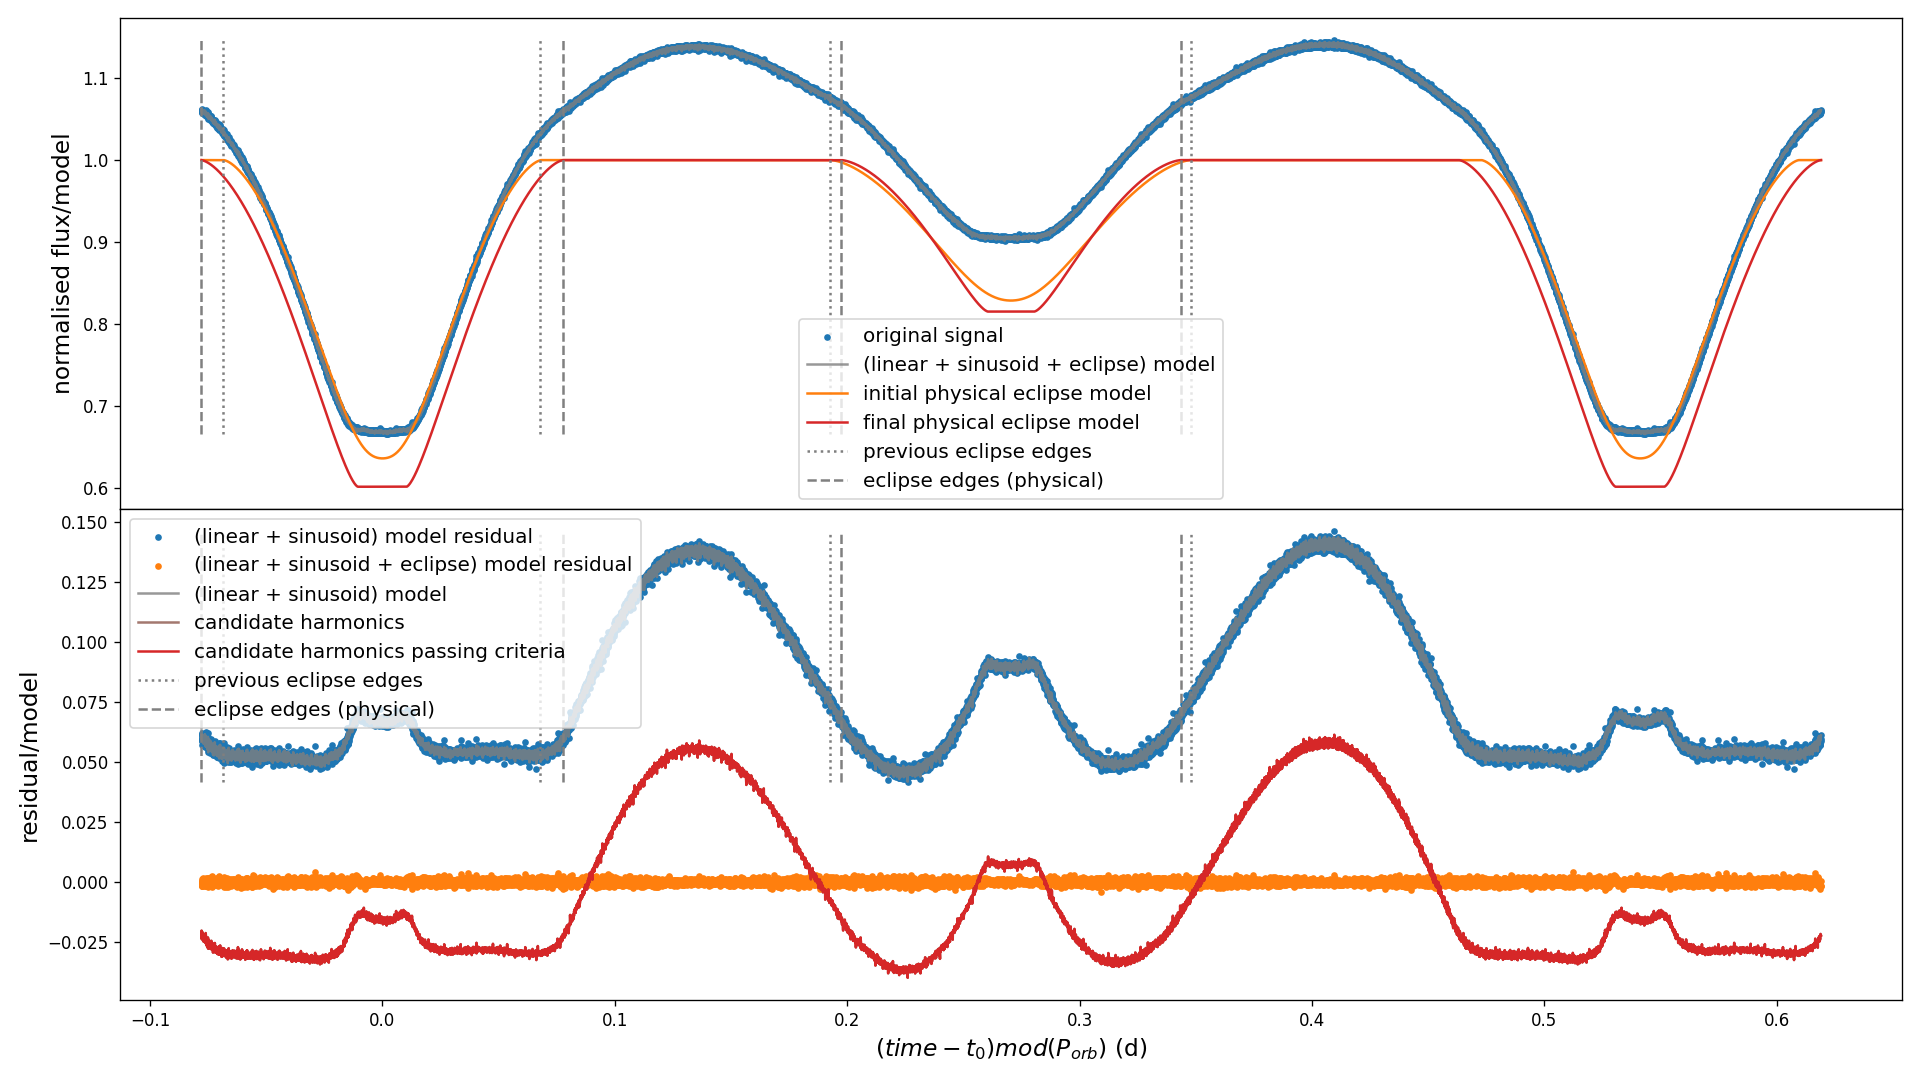 normalised flux/model
1.1
1.0
0.9
0.8
0.7
0.6
original signal
(linear + sinusoid + eclipse) model
initial physical eclipse model
final physical eclipse model
previous eclipse edges
eclipse edges (physical)
residual/model
0.150
0.125
0.100
0.075
0.050
0.025
0.000
−0.025
(linear + sinusoid) model residual
(linear + sinusoid + eclipse) model residual
(linear + sinusoid) model
candidate harmonics
candidate harmonics passing criteria
previous eclipse edges
eclipse edges (physical)
−0.1 0.0 0.1 0.2 0.3 0.4 0.5 0.6
(time − t₀)mod(P_orb) (d)